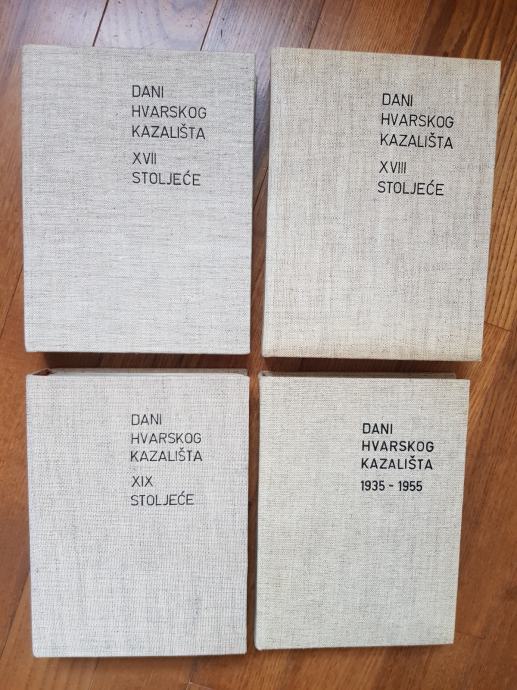 DANI
HVARSKOG
KAZALIŠTA
XVII
STOLJEĆE
DANI
HVARSKOG
KAZALIŠTA
XVIII
STOLJEĆE
DANI
HVARSKOG
KAZALIŠTA
XIX
STOLJEĆE
DANI
HVARSKOG
KAZALIŠTA
1935 - 1955